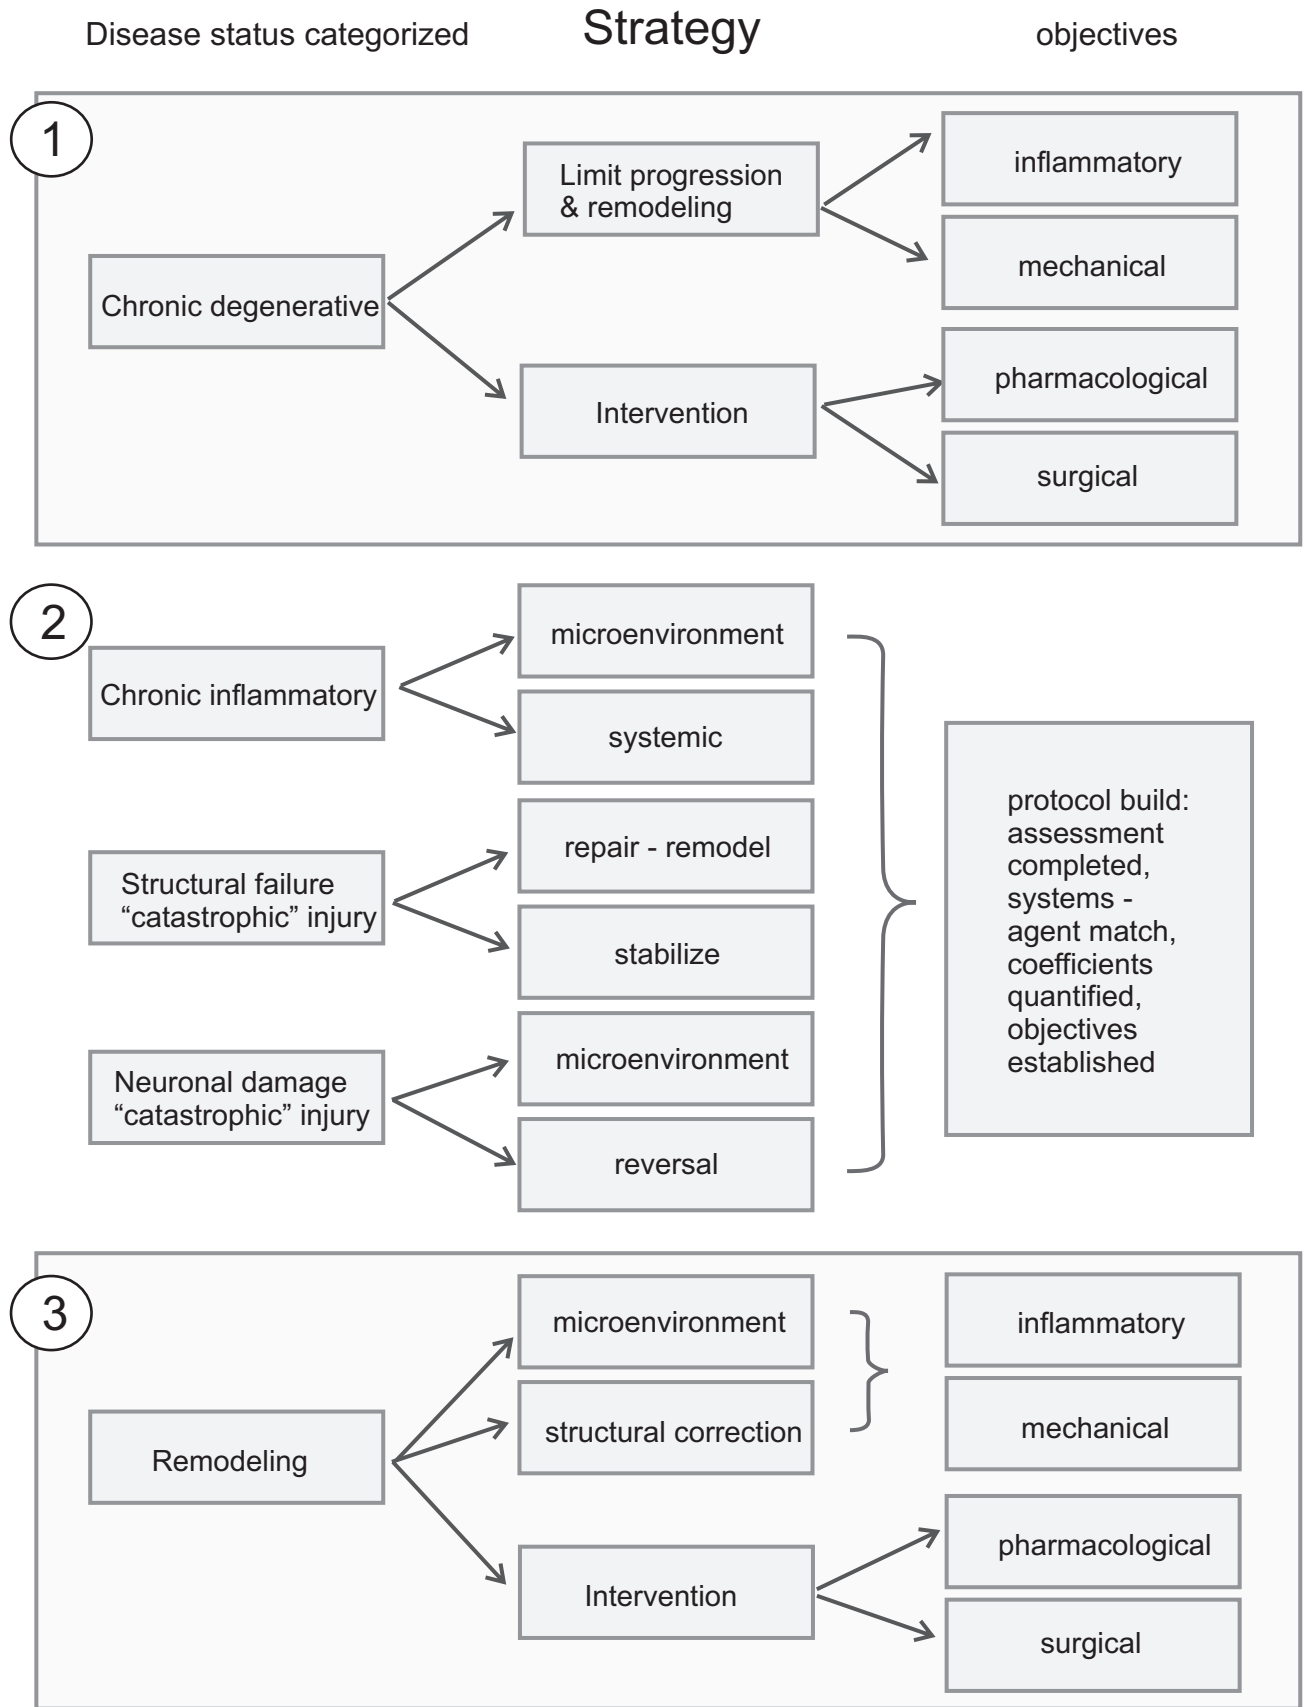 Disease status categorized
Strategy
objectives
1
Chronic degenerative
Limit progression
& remodeling
inflammatory
mechanical
Intervention
pharmacological
surgical
2
Chronic inflammatory
microenvironment
systemic
Structural failure
“catastrophic” injury
repair - remodel
stabilize
Neuronal damage
“catastrophic” injury
microenvironment
reversal
protocol build:
assessment
completed,
systems -
agent match,
coefficients
quantified,
objectives
established
3
Remodeling
microenvironment
structural correction
inflammatory
mechanical
Intervention
pharmacological
surgical